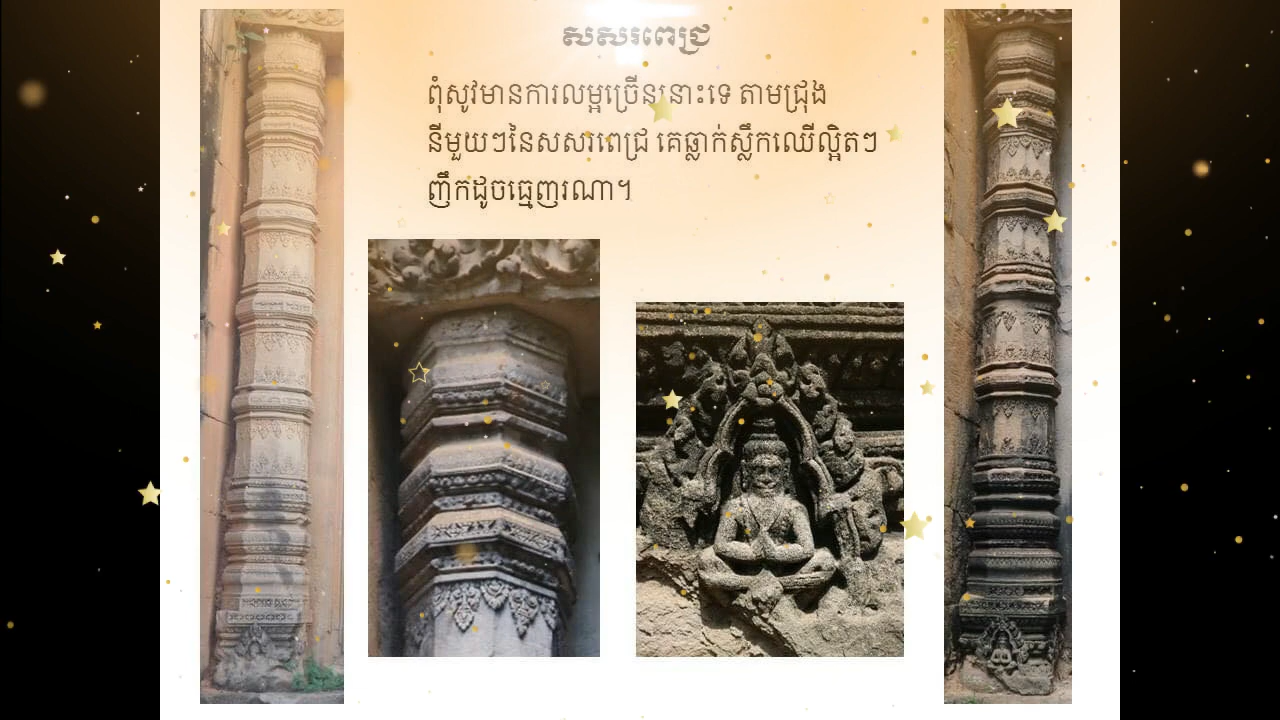 សសរពេជ្រ
ពុំសូវមានការលម្អច្រើននោះទេ តាមជ្រុង
នីមួយៗនៃសសរពេជ្រ គេឆ្លាក់ស្លឹកឈើល្អិតៗ
ញឹកដូចធ្មេញរណា។